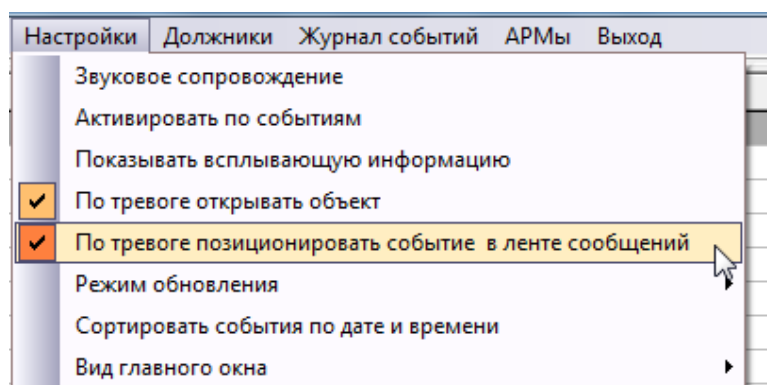 Настройки Должники Журнал событий АРМы Выход
Звуковое сопровождение
Активировать по событиям
Показывать всплывающую информацию
По тревоге открывать объект
По тревоге позиционировать событие в ленте сообщений
Режим обновления
Сортировать события по дате и времени
Вид главного окна